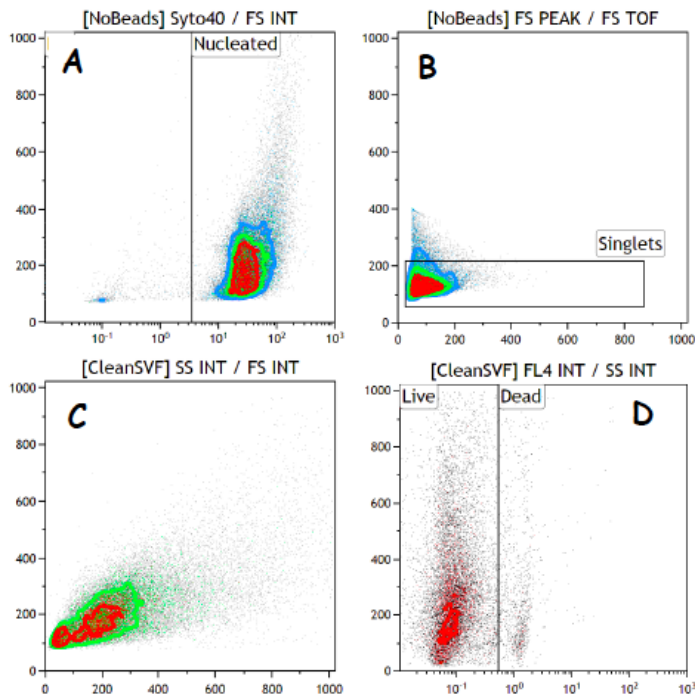 [NoBeads] Syto40 / FS INT
A
Nucleated
1000
800
600
400
200
0
10-1 100 101 102 103
[NoBeads] FS PEAK / FS TOF
B
Singlets
1000
800
600
400
200
0
0 200 400 600 800 1000
[CleanSVF] SS INT / FS INT
C
1000
800
600
400
200
0
0 200 400 600 800 1000
[CleanSVF] FL4 INT / SS INT
Live Dead D
1000
800
600
400
200
0
10-1 100 101 102 103